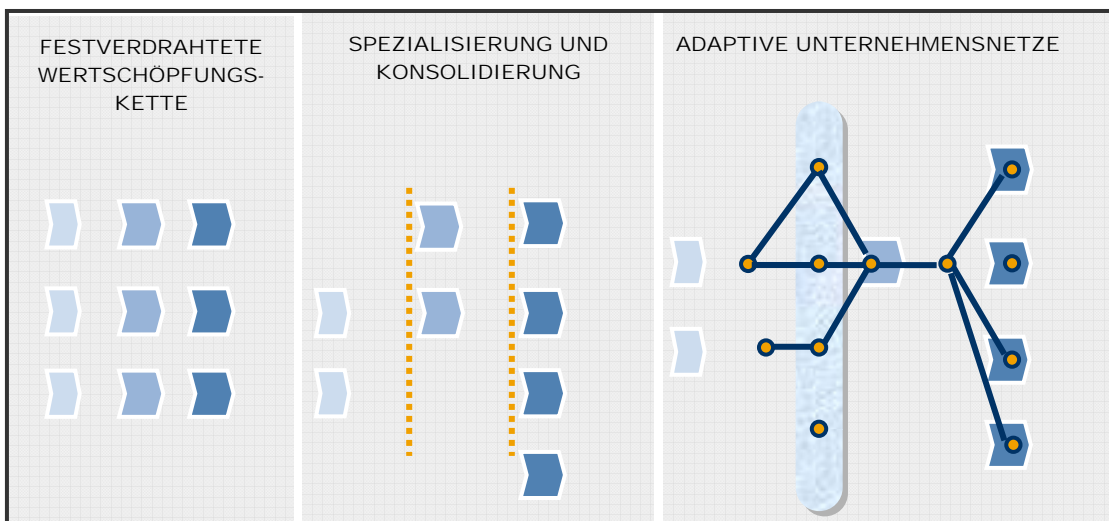 FESTVERDRAHTETE
WERTSCHÖPFUNGS-
KETTE
SPEZIALISIERUNG UND
KONSOLIDIERUNG
ADAPTIVE UNTERNEHMENSNETZE